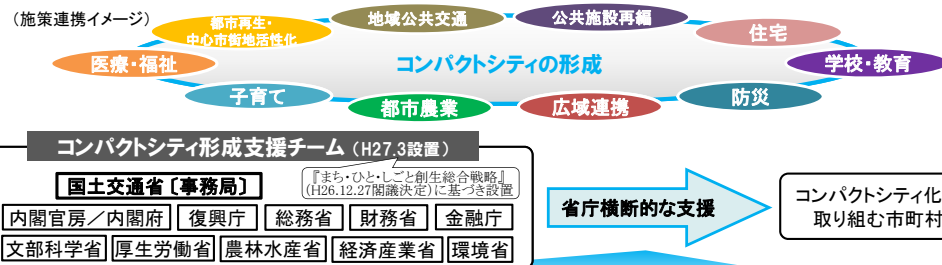 （施策連携イメージ）
都市再生・
中心市街地活性化
地域公共交通
公共施設再編
住宅
医療・福祉
コンパクトシティの形成
学校・教育
子育て
都市農業
広域連携
防災
コンパクトシティ形成支援チーム（H27.3設置）
国土交通省〔事務局〕
『まち・ひと・しごと創生総合戦略』
（H26.12.27閣議決定）に基づき設置
内閣官房／内閣府
復興庁
総務省
財務省
金融庁
文部科学省
厚生労働省
農林水産省
経済産業省
環境省
省庁横断的な支援
コンパクトシティ化
取り組む市町村